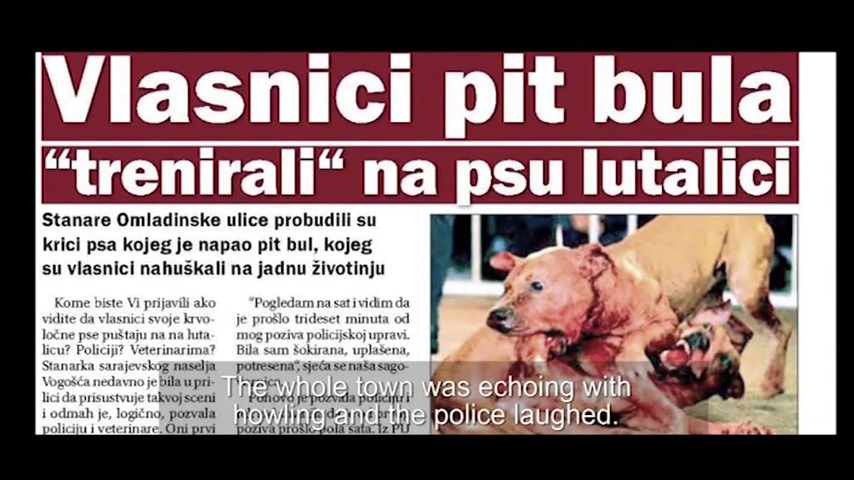 Vlasnici pit bula
“trenirali“ na psu lutalici
Stanare Omladinske ulice probudili su
krici psa kojeg je napao pit bul, kojeg
su vlasnici nahuškali na jadnu životinju
Kome biste Vi prijavili ako
vidite da vlasnici svoje krvo-
ločne pse puštaju na na luta-
licu? Policiji? Veterinarima?
Stanarka sarajevskog naselja
Vogošća nedavno je bila u pri-
lici da prisustvuje takvoj sceni
i odmah je, logično, pozvala
policiju i veterinare. Oni prvi
“Pogledam na sat i vidim da
je prošlo trideset minuta od
mog poziva policijskoj upravi.
Bila sam šokirana, uplašena,
potresena“, sjeća se naša sago-
vornica.
Ponovo je pozvala policiju i
poziva prošlo pola sata. Iz PU
The whole town was echoing with
howling and the police laughed.